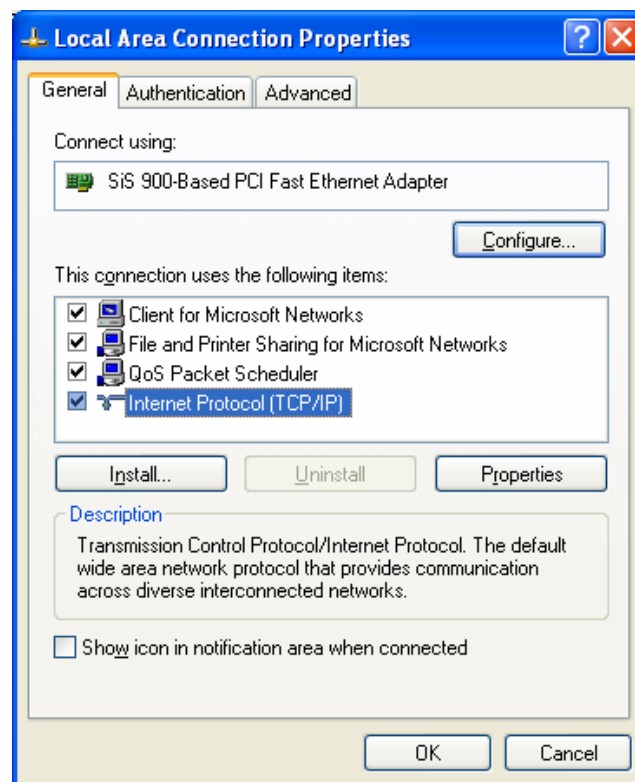 Local Area Connection Properties
?
General
Authentication
Advanced
Connect using:
SiS 900-Based PCI Fast Ethernet Adapter
Configure...
This connection uses the following items:
Client for Microsoft Networks
File and Printer Sharing for Microsoft Networks
QoS Packet Scheduler
Internet Protocol (TCP/IP)
Install...
Uninstall
Properties
Description
Transmission Control Protocol/Internet Protocol. The default
wide area network protocol that provides communication
across diverse interconnected networks.
Show icon in notification area when connected
OK
Cancel